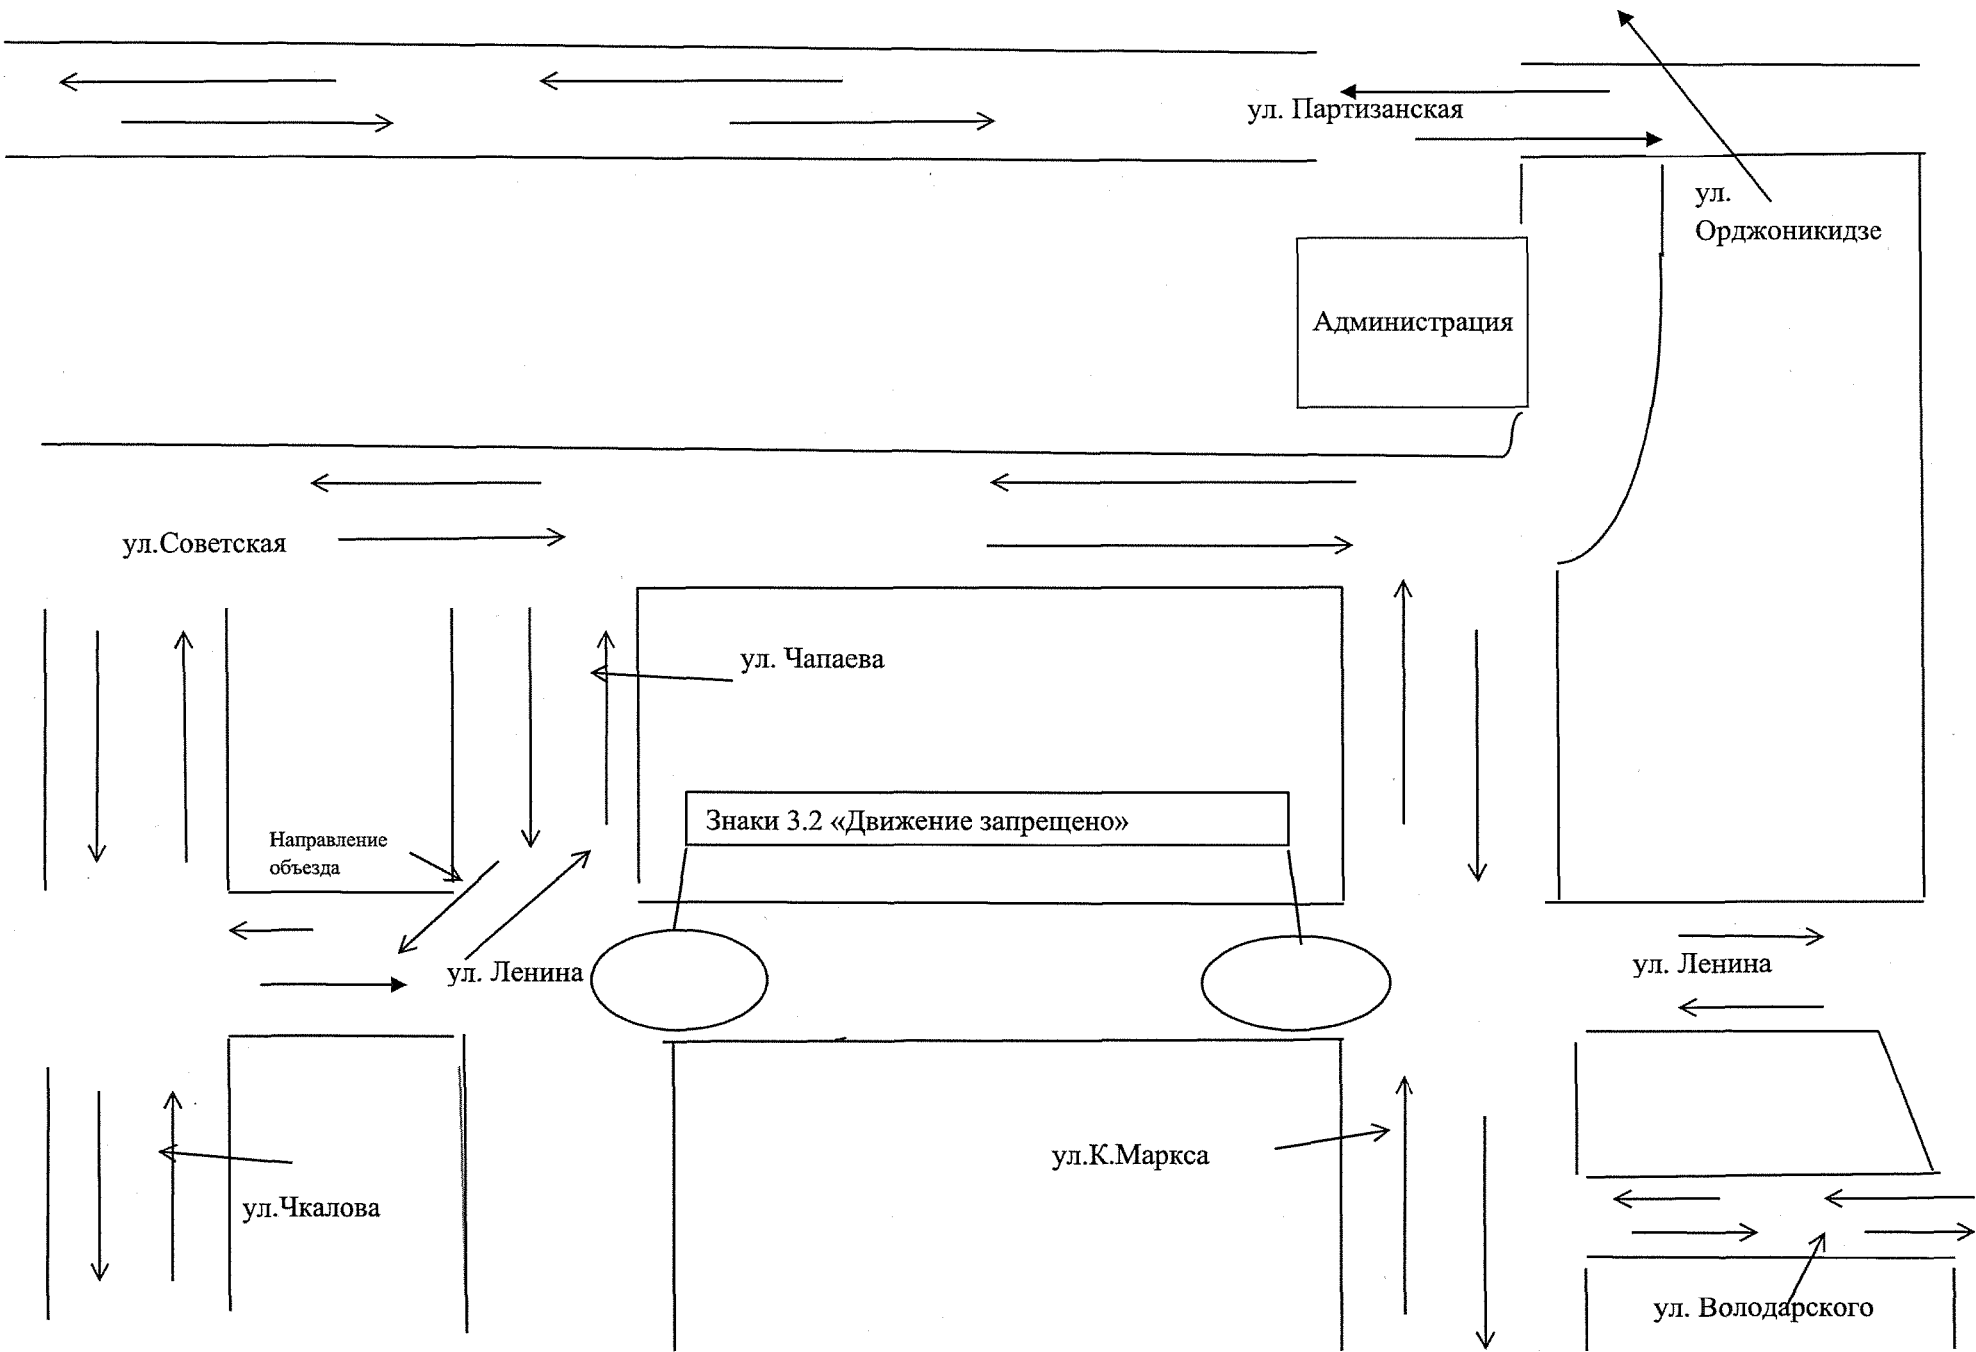 ул. Партизанская
ул.
Орджоникидзе
Администрация
ул.Советская
ул. Чапаева
Знаки 3.2 «Движение запрещено»
Направление
объезда
ул. Ленина
ул. Ленина
ул.К.Маркса
ул.Чкалова
ул. Володарского